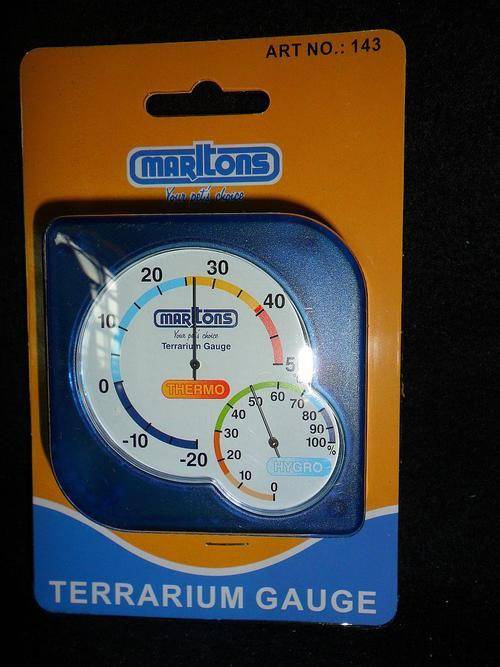 ART NO.: 143
MARLTONS
Your pet's choice
20
30
10
40
MARLTONS
Your pet's choice
Terrarium Gauge
0
THERMO
50
60
40
70
80
30
90
-10
100
%
-20
20
HYGRO
10
0
TERRARIUM GAUGE